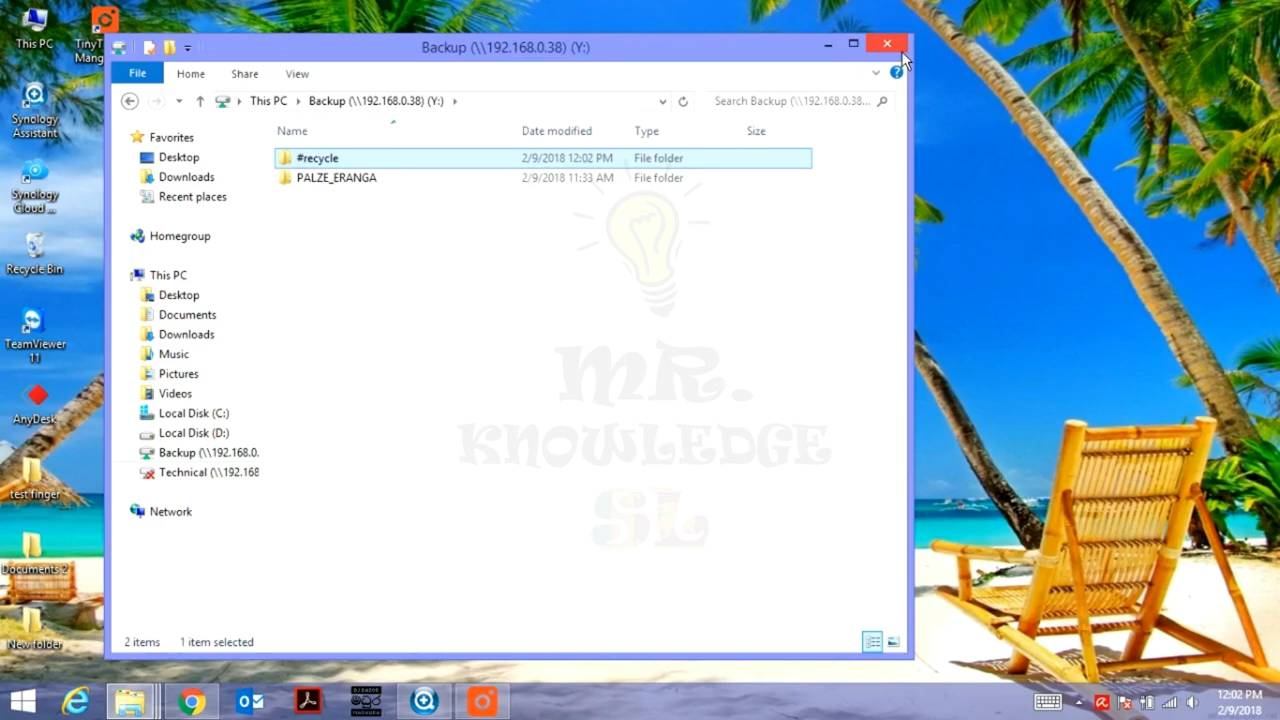 This PC
TinyT
Mang
Synology
Assistant
Synology
Cloud ...
Recycle Bin
TeamViewer
11
AnyDesk
test finger
Documents 2
New folder
Backup (\\192.168.0.38) (Y:)
File Home Share View
This PC Backup (\\192.168.0.38) (Y:)
Search Backup (\\192.168.0.38...
Name Date modified Type Size
#recycle 2/9/2018 12:02 PM File folder
PALZE_ERANGA 2/9/2018 11:33 AM File folder
Favorites
Desktop
Downloads
Recent places
Homegroup
This PC
Desktop
Documents
Downloads
Music
Pictures
Videos
Local Disk (C:)
Local Disk (D:)
Backup (\\192.168.0.
Technical (\\192.168
Network
MR.
KNOWLEDGE
SL
2 items 1 item selected
12:02 PM
2/9/2018